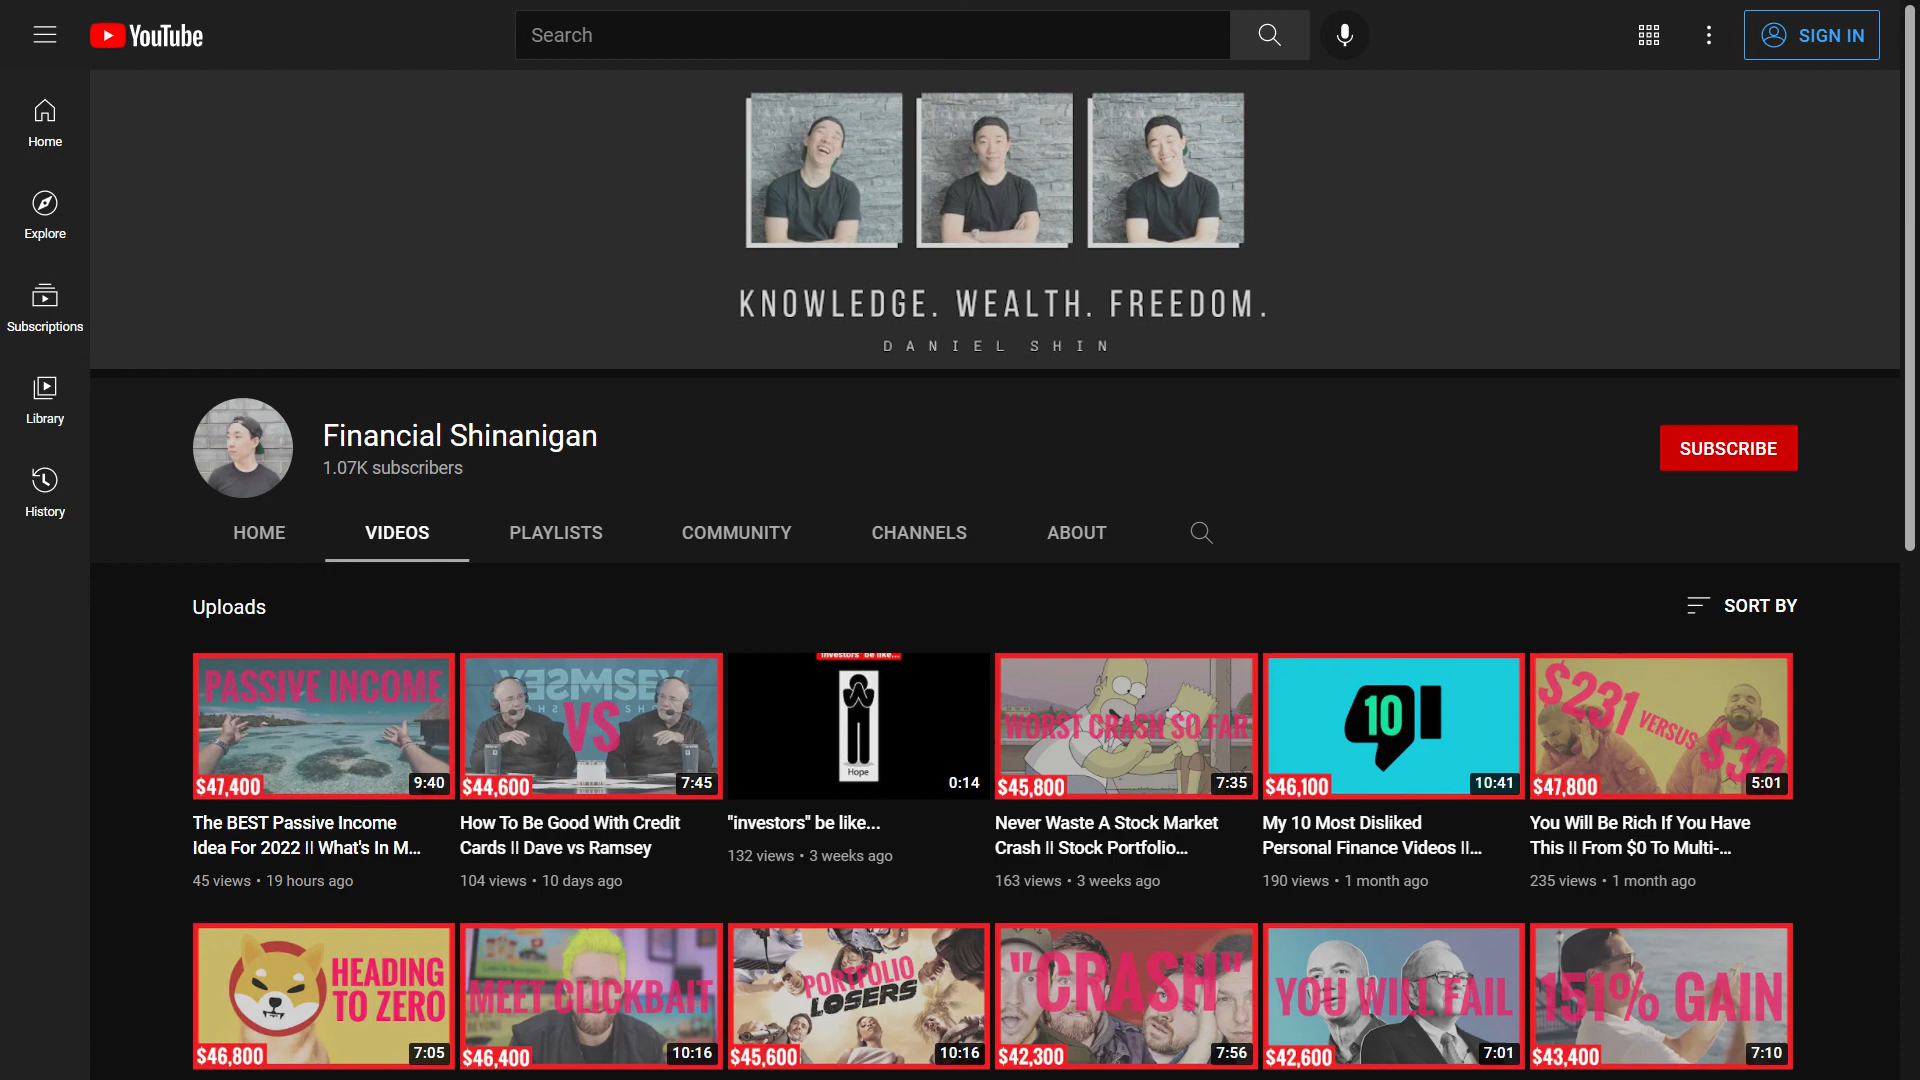 YouTube
Search
SIGN IN
Home
Explore
Subscriptions
Library
History
KNOWLEDGE. WEALTH. FREEDOM.
DANIEL SHIN
Financial Shinanigan
1.07K subscribers
SUBSCRIBE
HOME
VIDEOS
PLAYLISTS
COMMUNITY
CHANNELS
ABOUT
Uploads
SORT BY
PASSIVE INCOME
$47,400
9:40
VS
$44,600
7:45
"investors" be like...
Hope
0:14
WORST CRASH SO FAR
$45,800
7:35
10
$46,100
10:41
$231
VERSUS
$30
$47,800
5:01
The BEST Passive Income
Idea For 2022 || What's In M...
45 views • 19 hours ago
How To Be Good With Credit
Cards || Dave vs Ramsey
104 views • 10 days ago
"investors" be like...
132 views • 3 weeks ago
Never Waste A Stock Market
Crash || Stock Portfolio...
163 views • 3 weeks ago
My 10 Most Disliked
Personal Finance Videos ||...
190 views • 1 month ago
You Will Be Rich If You Have
This || From $0 To Multi-...
235 views • 1 month ago
HEADING
TO ZERO
$46,800
7:05
MEET CLICKBAIT
$46,400
10:16
PORTFOLIO
LOSERS
$45,600
10:16
"CRASH"
$42,300
7:56
YOU WILL FAIL
$42,600
7:01
151% GAIN
$43,400
7:10